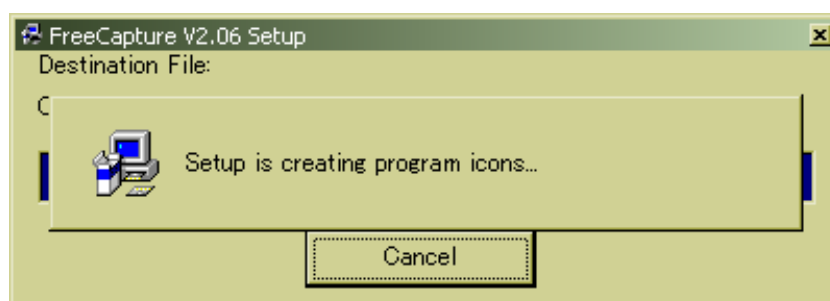 FreeCapture V2.06 Setup
Destination File:
C
Setup is creating program icons...
Cancel